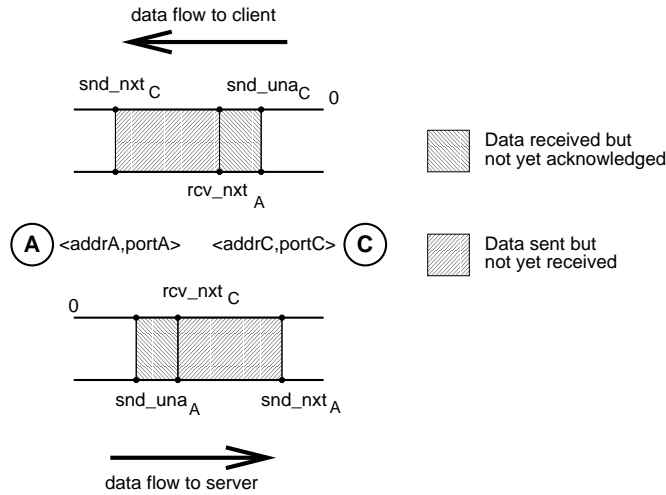 data flow to client
snd_nxt C
snd_una C
0
rcv_nxt A
Data received but
not yet acknowledged
A <addrA,portA> <addrC,portC> C
Data sent but
not yet received
0
rcv_nxt C
snd_una A
snd_nxt A
data flow to server